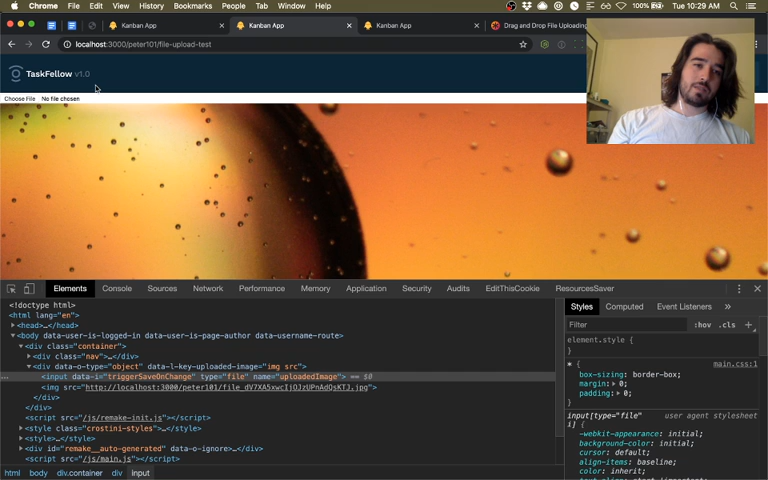 Chrome File Edit View History Bookmarks People Tab Window Help 100% Tue 10:29 AM
Kanban App Kanban App Kanban App Drag and Drop File Uploading
localhost:3000/peter101/file-upload-test
TaskFellow v1.0
Choose File No file chosen
Elements Console Sources Network Performance Memory Application Security Audits EditThisCookie ResourcesSaver
<!doctype html>
<html lang="en">
<head>…</head>
<body data-user-is-logged-in data-user-is-page-author data-username-route>
<div class="container">
<div class="nav">…</div>
<div data-o-type="object" data-l-key-uploaded-image="img src">
… <input data-i="triggerSaveOnChange" type="file" name="uploadedImage"> == $0
<img src="http://localhost:3000/peter101/file_dV7XA5xwcIjOJzUPnAdQsKTJ.jpg">
</div>
</div>
<script src="/js/remake-init.js"></script>
<style class="crostini-styles">…</style>
<style>…</style>
<div id="remake__auto-generated" data-o-ignore>…</div>
<script src="/js/main.js"></script>
html body div.container div input
Styles Computed Event Listeners »
Filter :hov .cls +
element.style {
}
* { main.css:1
box-sizing: border-box;
margin: 0;
padding: 0;
}
input[type="file" user agent stylesheet
i] {
-webkit-appearance: initial;
background-color: initial;
cursor: default;
align-items: baseline;
color: inherit;